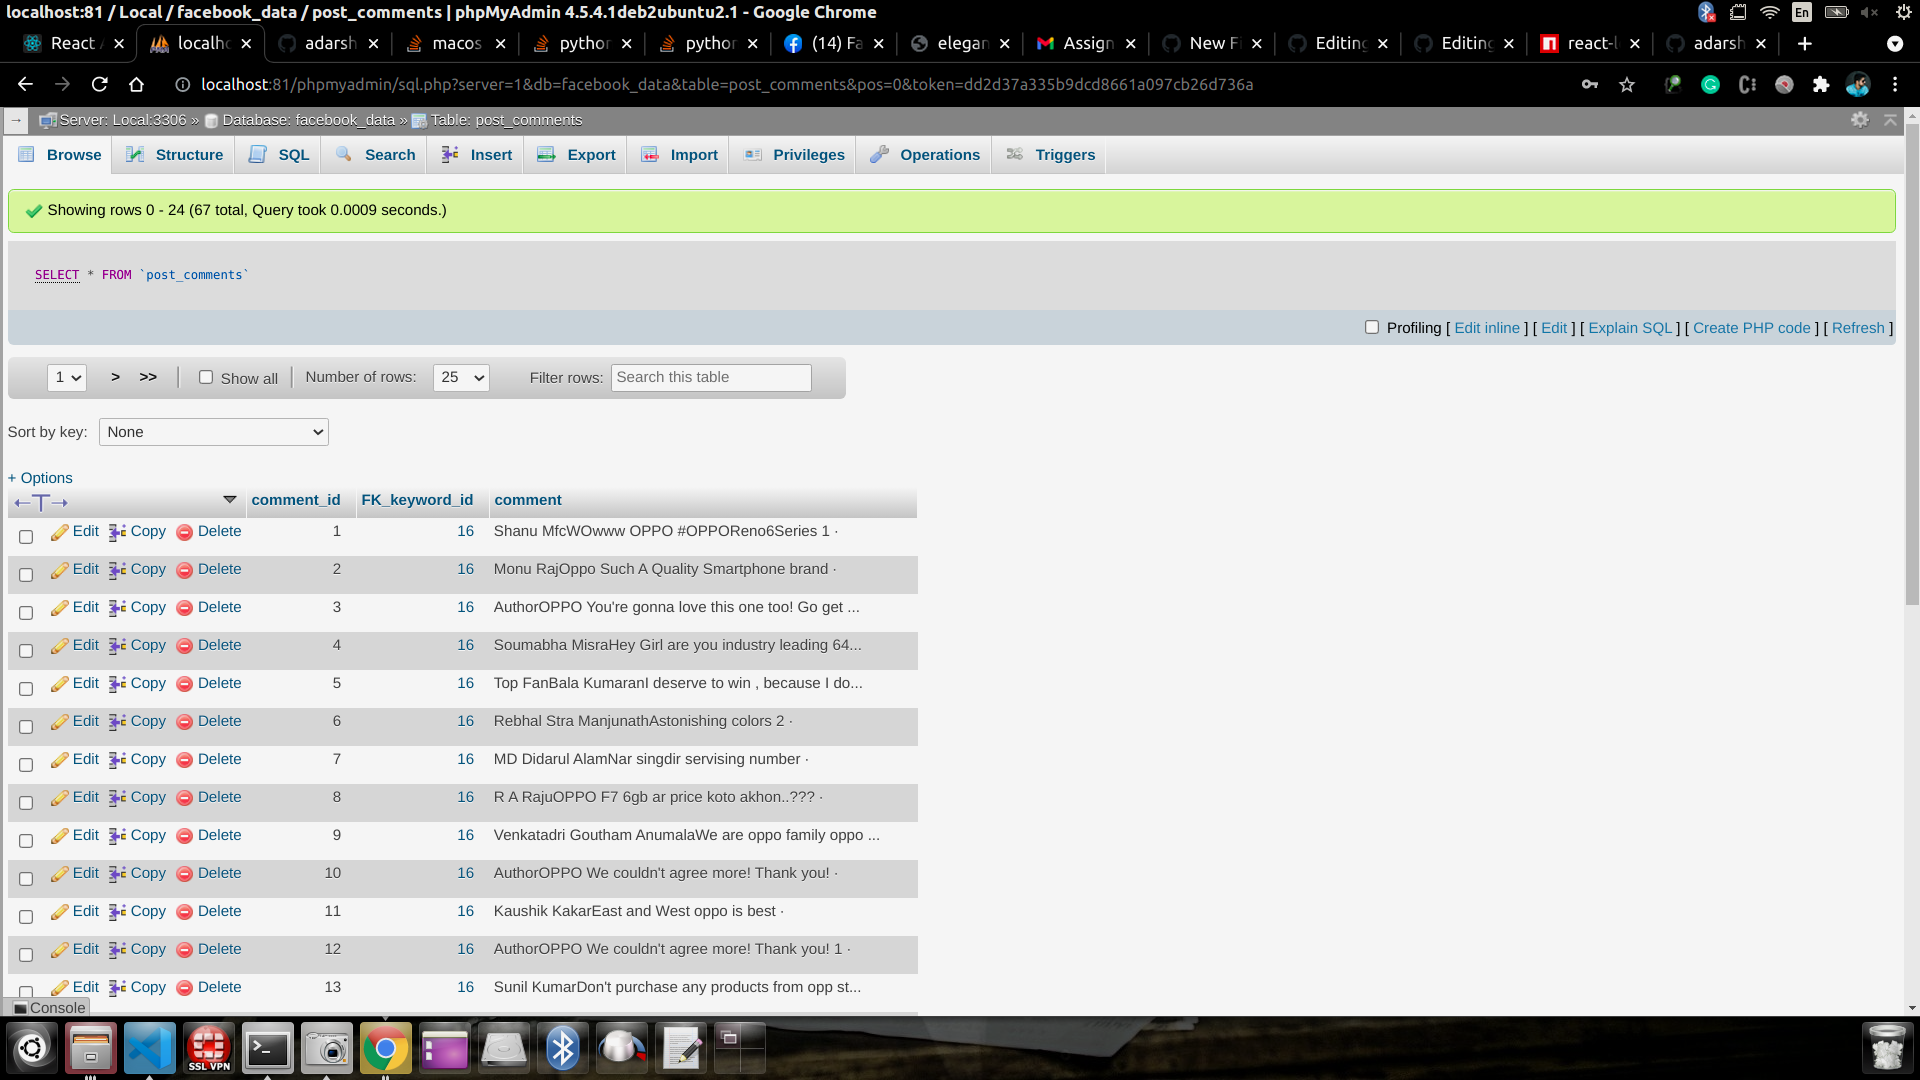 localhost:81 / Local / facebook_data / post_comments | phpMyAdmin 4.5.4.1deb2ubuntu2.1 - Google Chrome
En
React A
localho
adarsh
macos
python
python
(14) Fa
elegan
Assign
New Fi
Editing
Editing
react-l
adarsh
localhost:81/phpmyadmin/sql.php?server=1&db=facebook_data&table=post_comments&pos=0&token=dd2d37a335b9dcd8661a097cb26d736a
Server: Local:3306 » Database: facebook_data » Table: post_comments
Browse Structure SQL Search Insert Export Import Privileges Operations Triggers
Showing rows 0 - 24 (67 total, Query took 0.0009 seconds.)
SELECT * FROM `post_comments`
Profiling [ Edit inline ] [ Edit ] [ Explain SQL ] [ Create PHP code ] [ Refresh ]
1 > >> Show all Number of rows: 25 Filter rows: Search this table
Sort by key: None
+ Options
←T→ comment_id FK_keyword_id comment
Edit Copy Delete 1 16 Shanu MfcWOwww OPPO #OPPOReno6Series 1 ·
Edit Copy Delete 2 16 Monu RajOppo Such A Quality Smartphone brand ·
Edit Copy Delete 3 16 AuthorOPPO You're gonna love this one too! Go get ...
Edit Copy Delete 4 16 Soumabha MisraHey Girl are you industry leading 64...
Edit Copy Delete 5 16 Top FanBala KumaranI deserve to win , because I do...
Edit Copy Delete 6 16 Rebhal Stra ManjunathAstonishing colors 2 ·
Edit Copy Delete 7 16 MD Didarul AlamNar singdir servising number ·
Edit Copy Delete 8 16 R A RajuOPPO F7 6gb ar price koto akhon..??? ·
Edit Copy Delete 9 16 Venkatadri Goutham AnumalaWe are oppo family oppo ...
Edit Copy Delete 10 16 AuthorOPPO We couldn't agree more! Thank you! ·
Edit Copy Delete 11 16 Kaushik KakarEast and West oppo is best ·
Edit Copy Delete 12 16 AuthorOPPO We couldn't agree more! Thank you! 1 ·
Edit Copy Delete 13 16 Sunil KumarDon't purchase any products from opp st...
Console
SSL VPN